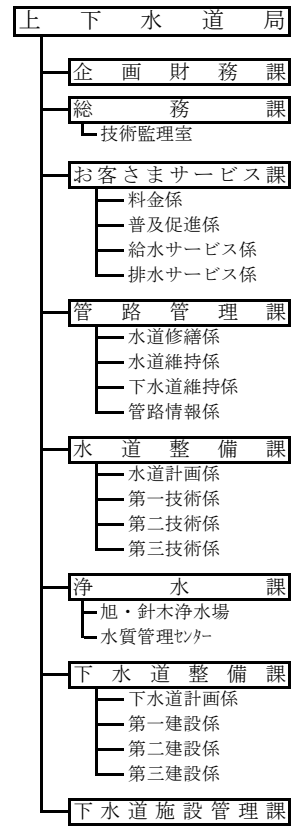 上下水道局
企画財務課
総務課
技術監理室
お客さまサービス課
料金係
普及促進係
給水サービス係
排水サービス係
管路管理課
水道修繕係
水道維持係
下水道維持係
管路情報係
水道整備課
水道計画係
第一技術係
第二技術係
第三技術係
浄水課
旭・針木浄水場
水質管理ｾﾝﾀｰ
下水道整備課
下水道計画係
第一建設係
第二建設係
第三建設係
下水道施設管理課